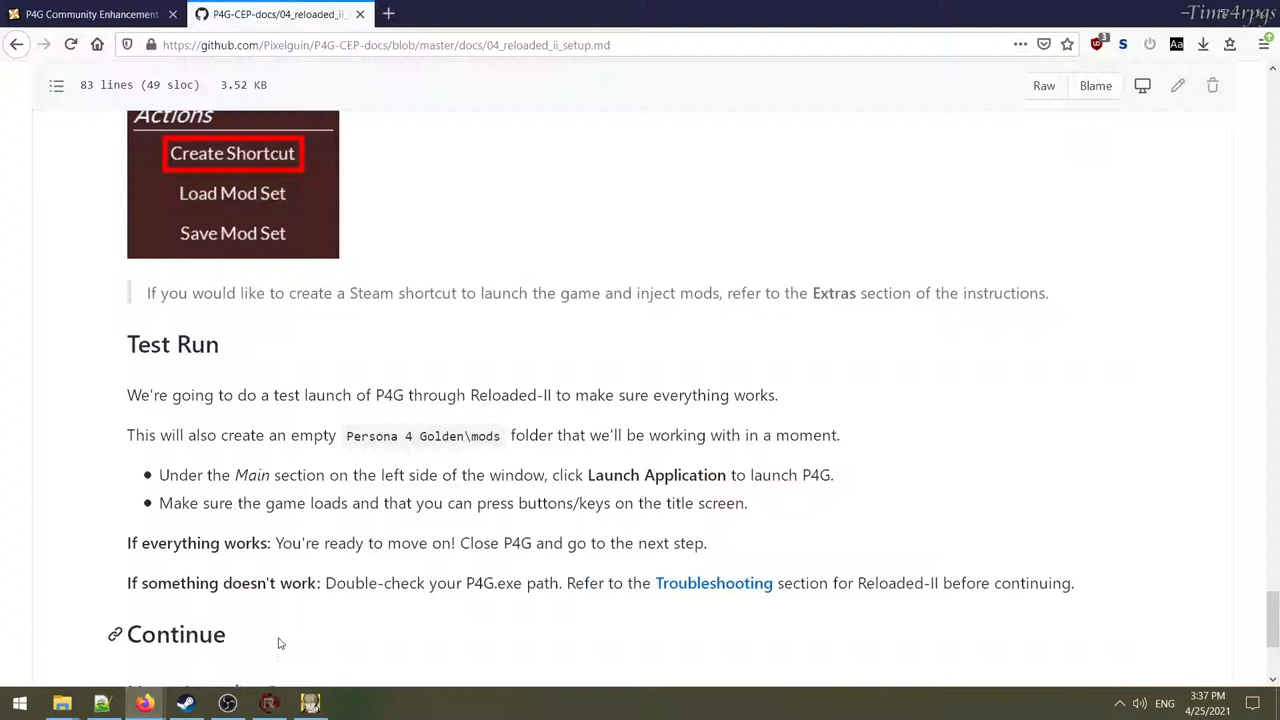 P4G Community Enhancement
P4G-CEP-docs/04_reloaded_ii_
Time4rpgs
https://github.com/Pixelguin/P4G-CEP-docs/blob/master/docs/04_reloaded_ii_setup.md
3
83 lines (49 sloc) 3.52 KB
Raw
Blame
Actions
Create Shortcut
Load Mod Set
Save Mod Set
If you would like to create a Steam shortcut to launch the game and inject mods, refer to the Extras section of the instructions.
Test Run
We're going to do a test launch of P4G through Reloaded-II to make sure everything works.
This will also create an empty Persona 4 Golden\mods folder that we'll be working with in a moment.
Under the Main section on the left side of the window, click Launch Application to launch P4G.
Make sure the game loads and that you can press buttons/keys on the title screen.
If everything works: You're ready to move on! Close P4G and go to the next step.
If something doesn't work: Double-check your P4G.exe path. Refer to the Troubleshooting section for Reloaded-II before continuing.
Continue
ENG
3:37 PM
4/25/2021